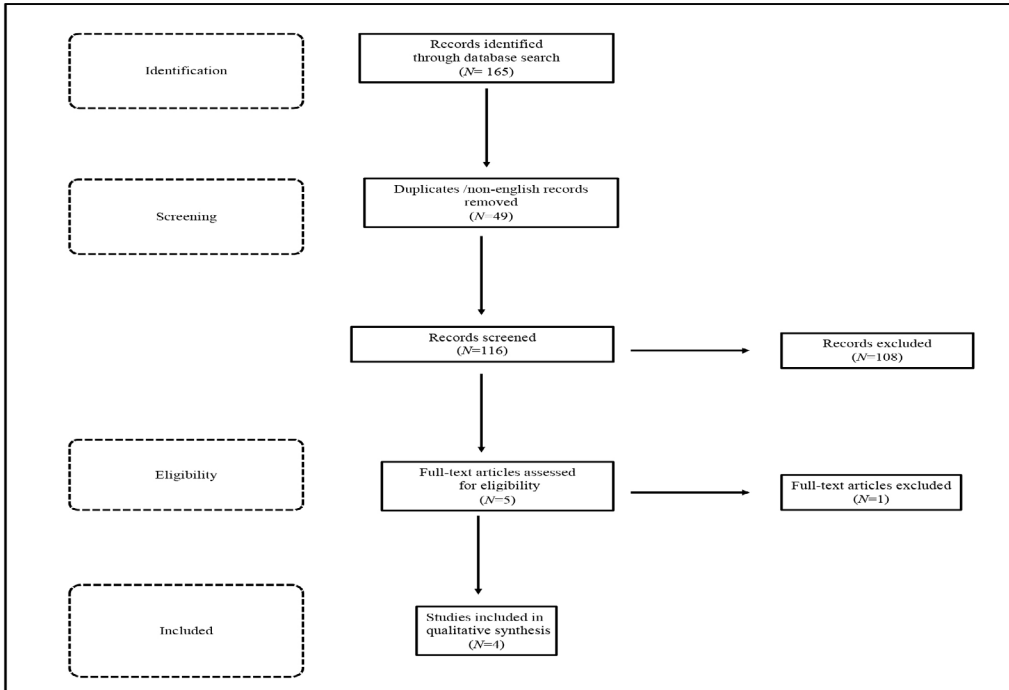 Identification
Records identified
through database search
(N= 165)
Screening
Duplicates /non-english records
removed
(N=49)
Records screened
(N=116)
Records excluded
(N=108)
Eligibility
Full-text articles assessed
for eligibility
(N=5)
Full-text articles excluded
(N=1)
Included
Studies included in
qualitative synthesis
(N=4)